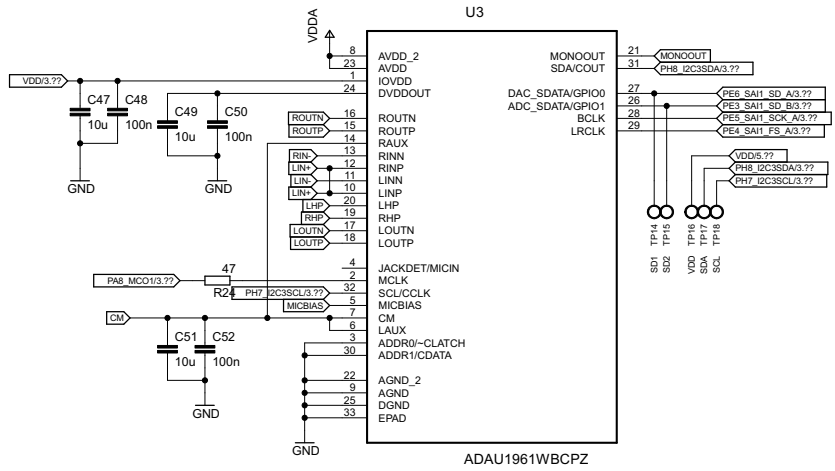 U3
VDDA
8 AVDD_2 MONOOUT 21 MONOOUT
23 AVDD SDA/COUT 31 PH8_I2C3SDA/3.??
VDD/3.?? 1 IOVDD
24 DVDDOUT DAC_SDATA/GPIO0 27 PE6_SAI1_SD_A/3.??
ADC_SDATA/GPIO1 26 PE3_SAI1_SD_B/3.??
C47 C48 C49 C50
10u 100n 10u 100n
ROUTN 16 ROUTN BCLK 28 PE5_SAI1_SCK_A/3.??
ROUTP 15 ROUTP LRCLK 29 PE4_SAI1_FS_A/3.??
14 RAUX
RIN- 13 RINN
LIN+ 12 RINP
LIN- 11 LINN
LIN+ 10 LINP
LHP 20 LHP
RHP 19 RHP
LOUTN 17 LOUTN
LOUTP 18 LOUTP
GND GND
VDD/5.??
PH8_I2C3SDA/3.??
PH7_I2C3SCL/3.??
SD1 TP14
SD2 TP15
VDD TP16
SDA TP17
SCL TP18
4 JACKDET/MICIN
PA8_MCO1/3.?? 47 R24 2 MCLK
PH7_I2C3SCL/3.?? 32 SCL/CCLK
MICBIAS 5 MICBIAS
CM 7 CM
6 LAUX
3 ADDR0/~CLATCH
30 ADDR1/CDATA
C51 C52
10u 100n
22 AGND_2
9 AGND
25 DGND
33 EPAD
GND
GND
ADAU1961WBCPZ